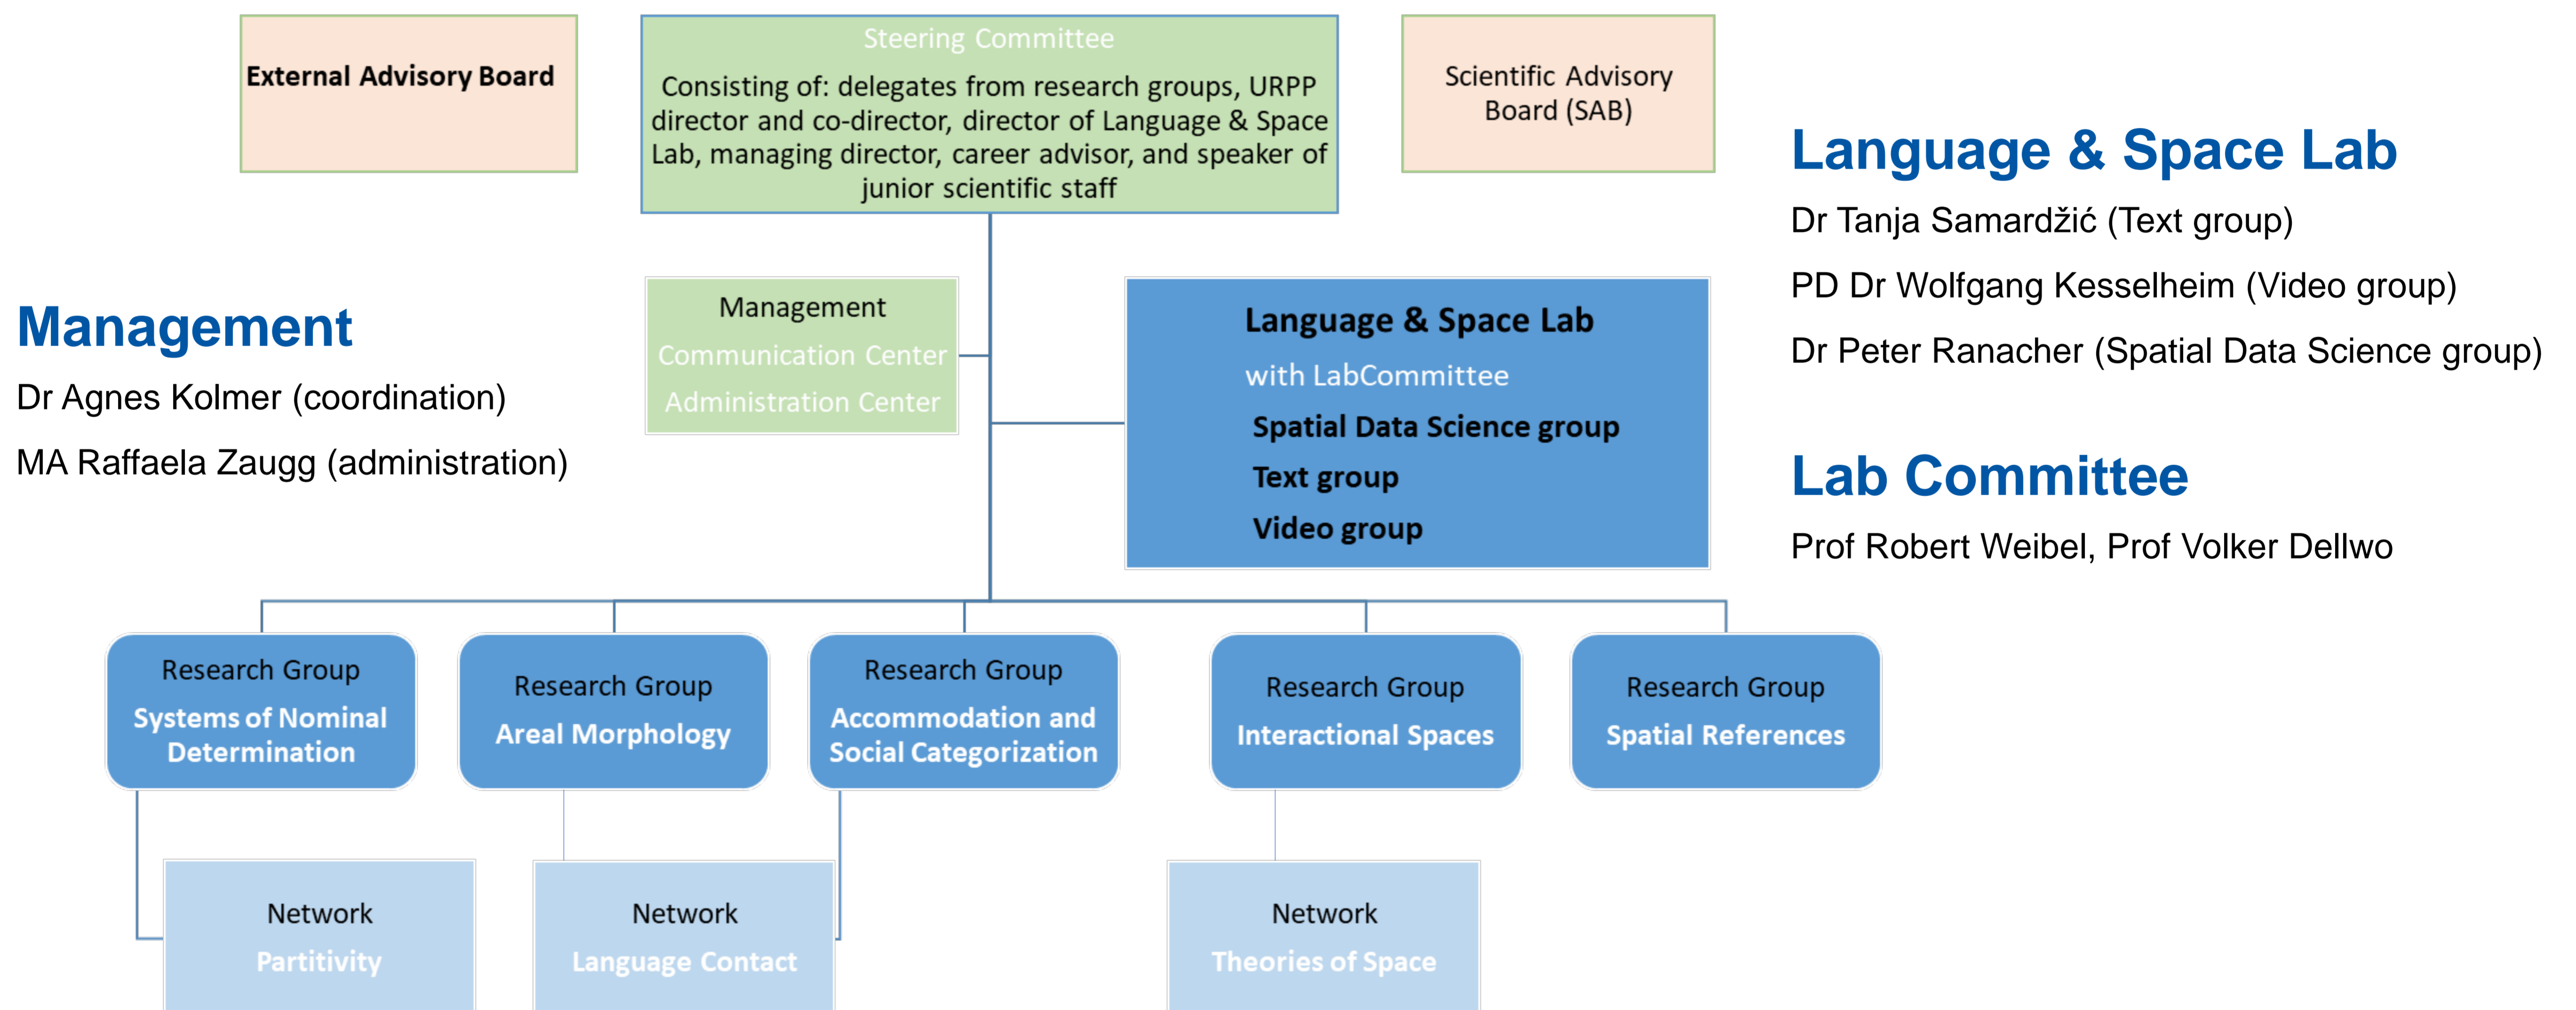 External Advisory Board
Steering Committee
Consisting of: delegates from research groups, URPP
director and co-director, director of Language & Space
Lab, managing director, career advisor, and speaker of
junior scientific staff
Scientific Advisory
Board (SAB)
Language & Space Lab
Dr Tanja Samardžić (Text group)
PD Dr Wolfgang Kesselheim (Video group)
Dr Peter Ranacher (Spatial Data Science group)
Lab Committee
Prof Robert Weibel, Prof Volker Dellwo
Management
Dr Agnes Kolmer (coordination)
MA Raffaela Zaugg (administration)
Management
Communication Center
Administration Center
Language & Space Lab
with LabCommittee
Spatial Data Science group
Text group
Video group
Research Group
Systems of Nominal
Determination
Research Group
Areal Morphology
Research Group
Accommodation and
Social Categorization
Research Group
Interactional Spaces
Research Group
Spatial References
Network
Partitivity
Network
Language Contact
Network
Theories of Space